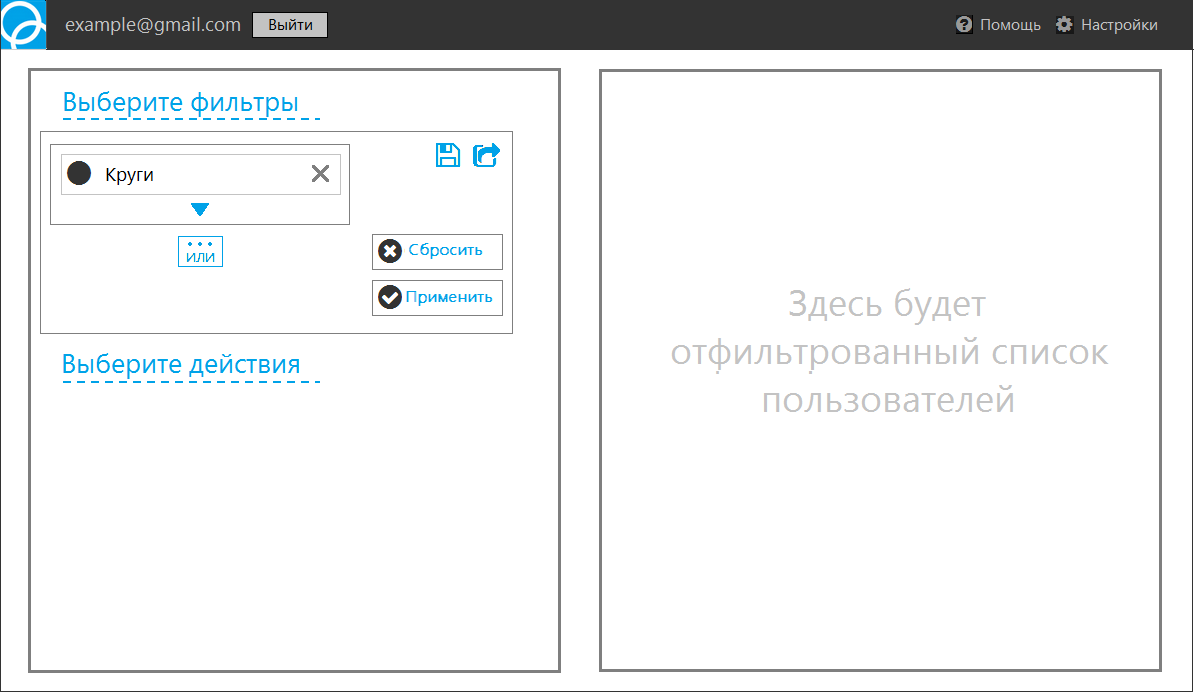 example@gmail.com
Выйти
Помощь
Настройки
Выберите фильтры
Круги
ИЛИ
Сбросить
Применить
Выберите действия
Здесь будет
отфильтрованный список
пользователей